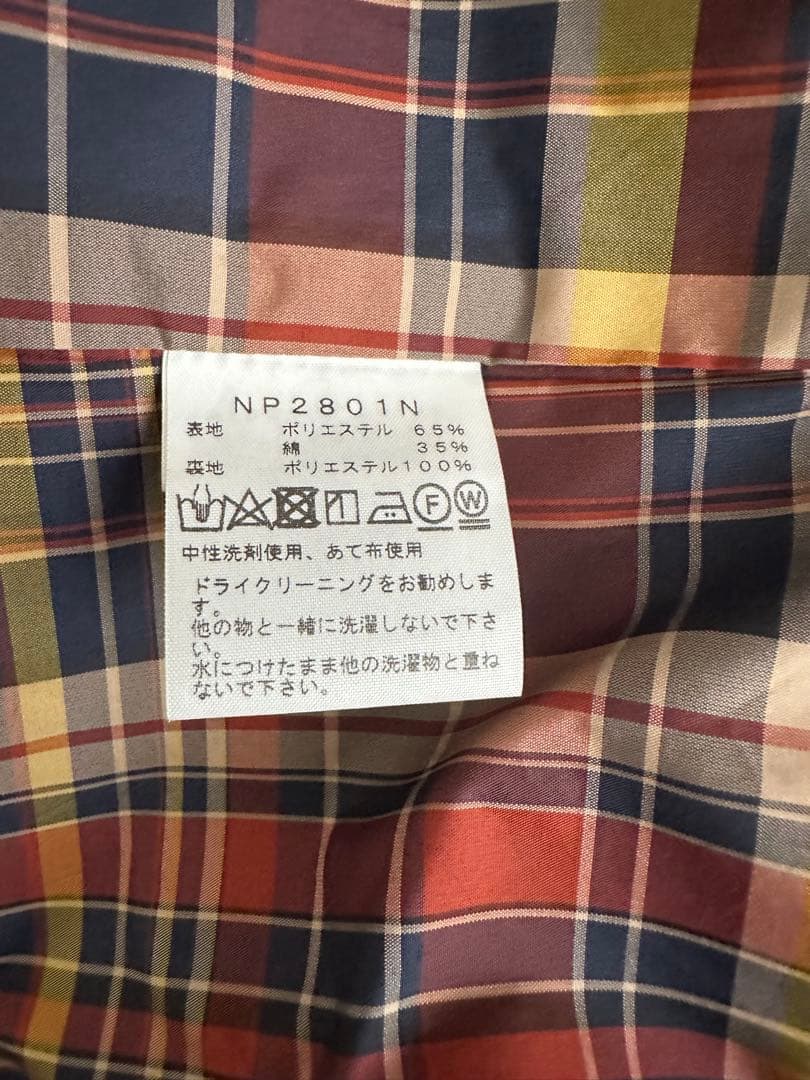 NP2801N
表地 ポリエステル 65%
綿 35%
裏地 ポリエステル100%
F W
中性洗剤使用、あて布使用
ドライクリーニングをお勧めしま
す。
他の物と一緒に洗濯しないで下さ
い。
水につけたまま他の洗濯物と重ね
ないで下さい。